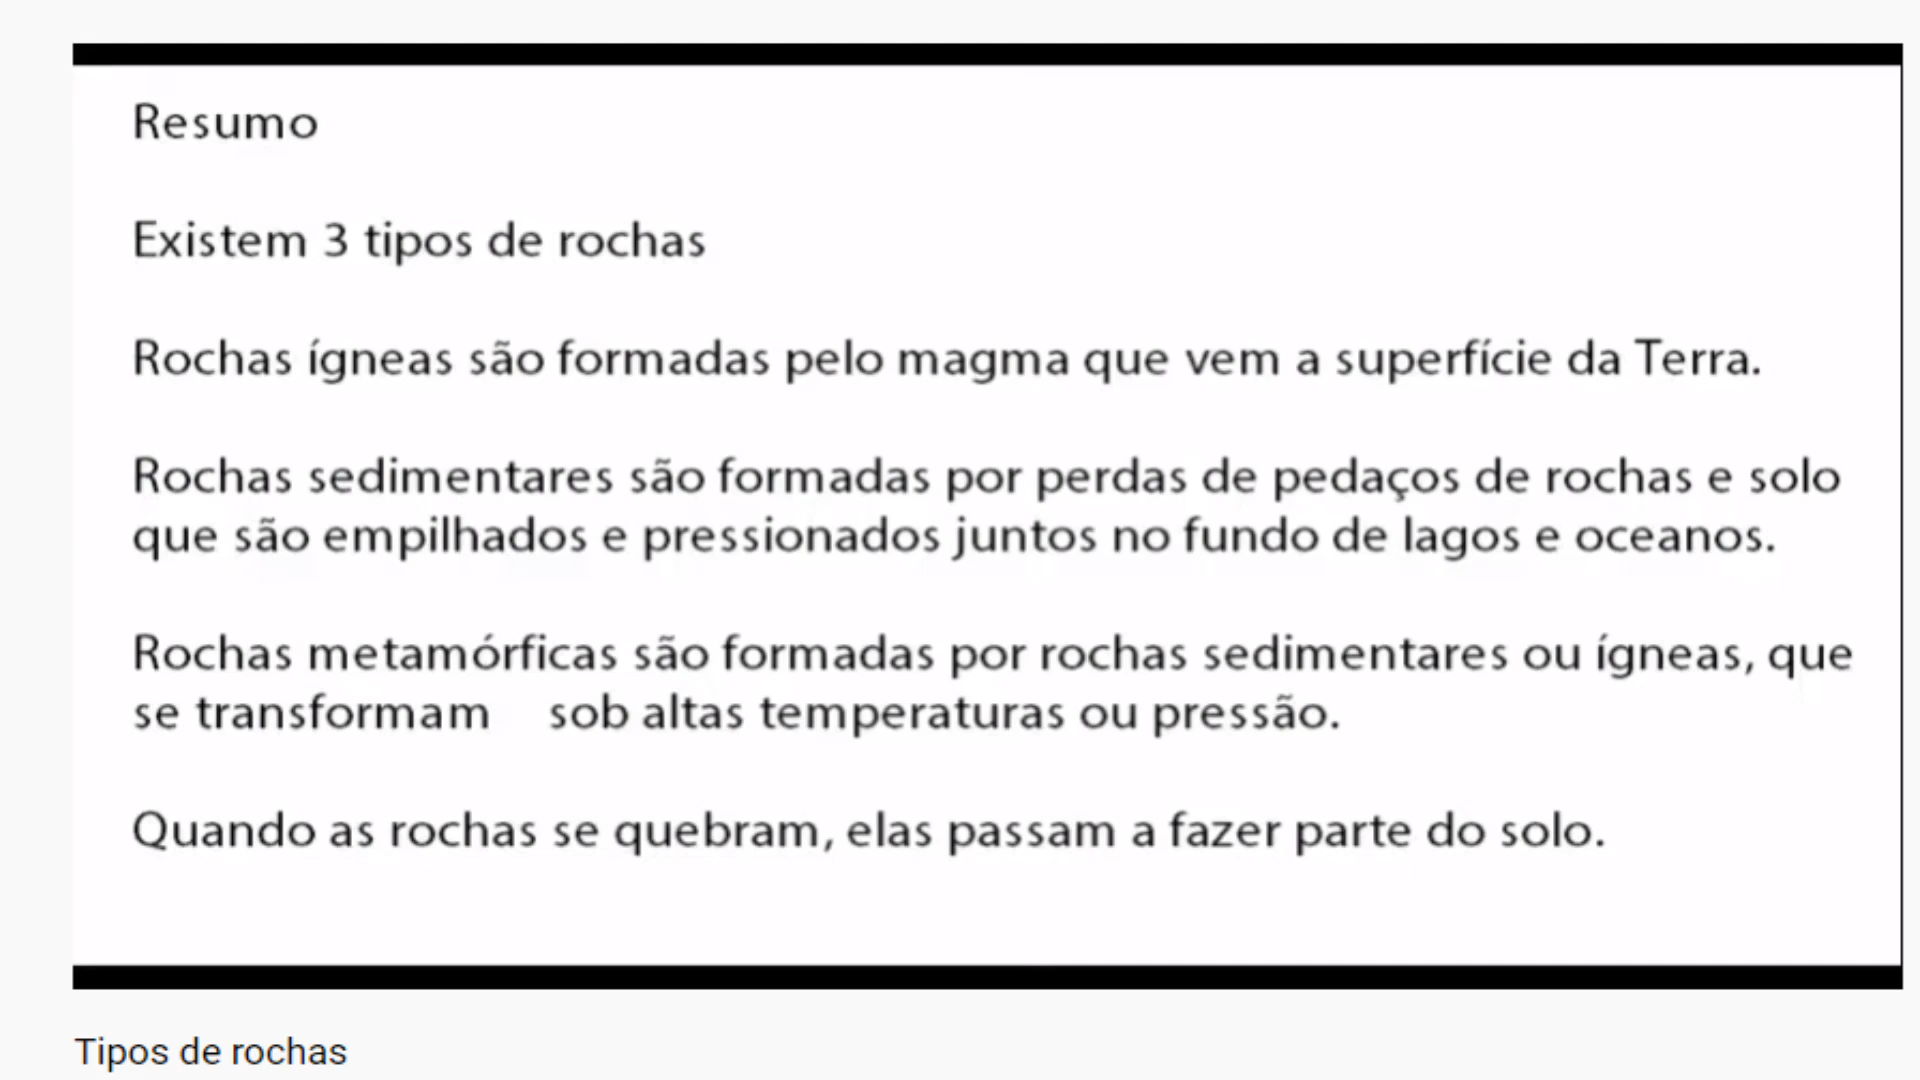 Resumo
Existem 3 tipos de rochas
Rochas ígneas são formadas pelo magma que vem a superfície da Terra.
Rochas sedimentares são formadas por perdas de pedaços de rochas e solo
que são empilhados e pressionados juntos no fundo de lagos e oceanos.
Rochas metamórficas são formadas por rochas sedimentares ou ígneas, que
se transformam sob altas temperaturas ou pressão.
Quando as rochas se quebram, elas passam a fazer parte do solo.
Tipos de rochas